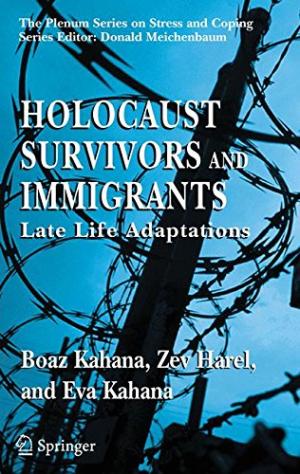 The Plenum Series on Stress and Coping
Series Editor: Donald Meichenbaum
HOLOCAUST
SURVIVORS AND
IMMIGRANTS
Late Life Adaptations
Boaz Kahana, Zev Harel,
and Eva Kahana
Springer